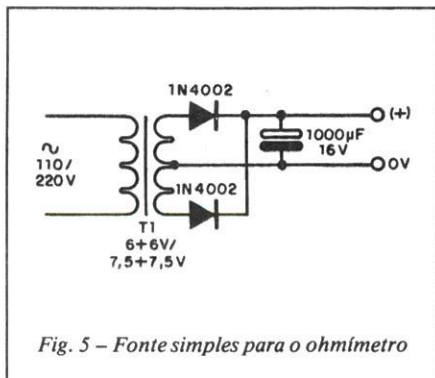 1N4002
(+)
1000µF
16V
∿
110/
220V
0V
1N4002
T1
6+6V/
7,5+7,5V
Fig. 5 – Fonte simples para o ohmímetro